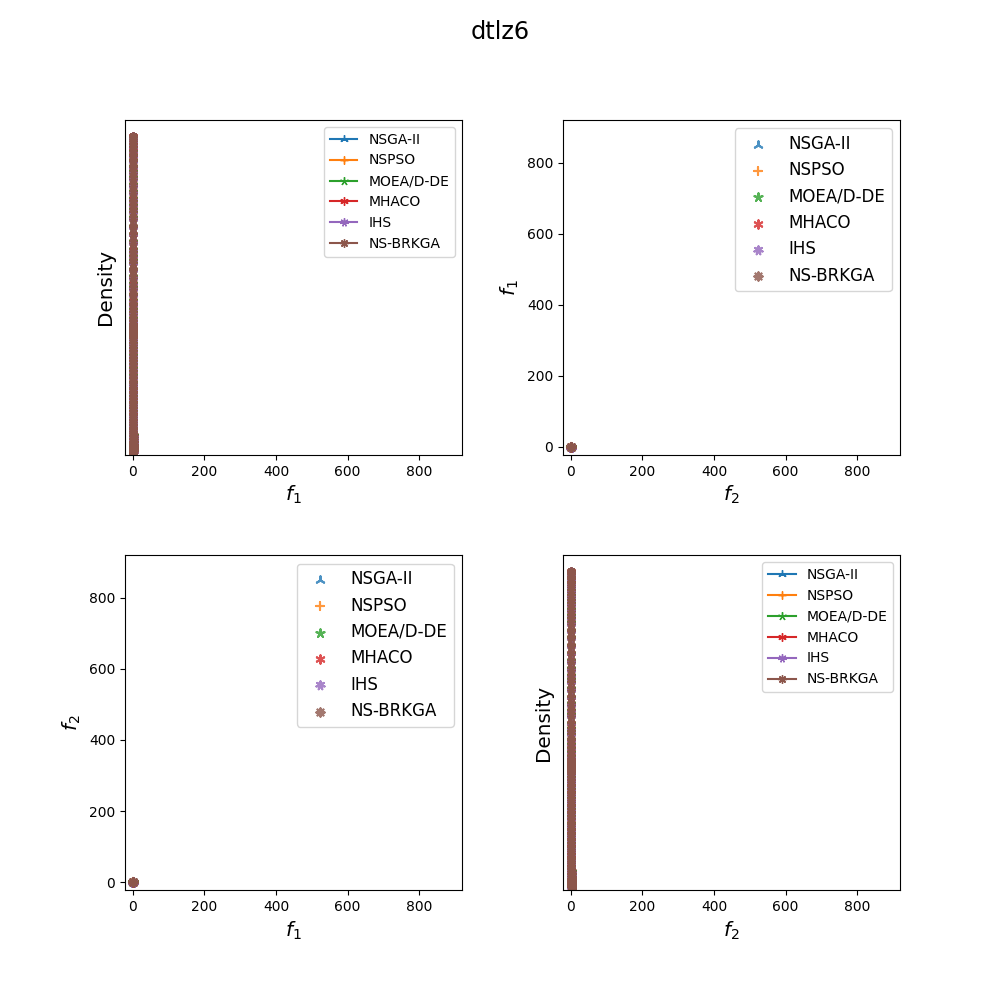 dtlz6
Density
NSGA-II
NSPSO
MOEA/D-DE
MHACO
IHS
NS-BRKGA
0 200 400 600 800
f1
f1
800
600
400
200
0
NSGA-II
NSPSO
MOEA/D-DE
MHACO
IHS
NS-BRKGA
0 200 400 600 800
f2
f2
800
600
400
200
0
NSGA-II
NSPSO
MOEA/D-DE
MHACO
IHS
NS-BRKGA
0 200 400 600 800
f1
Density
NSGA-II
NSPSO
MOEA/D-DE
MHACO
IHS
NS-BRKGA
0 200 400 600 800
f2